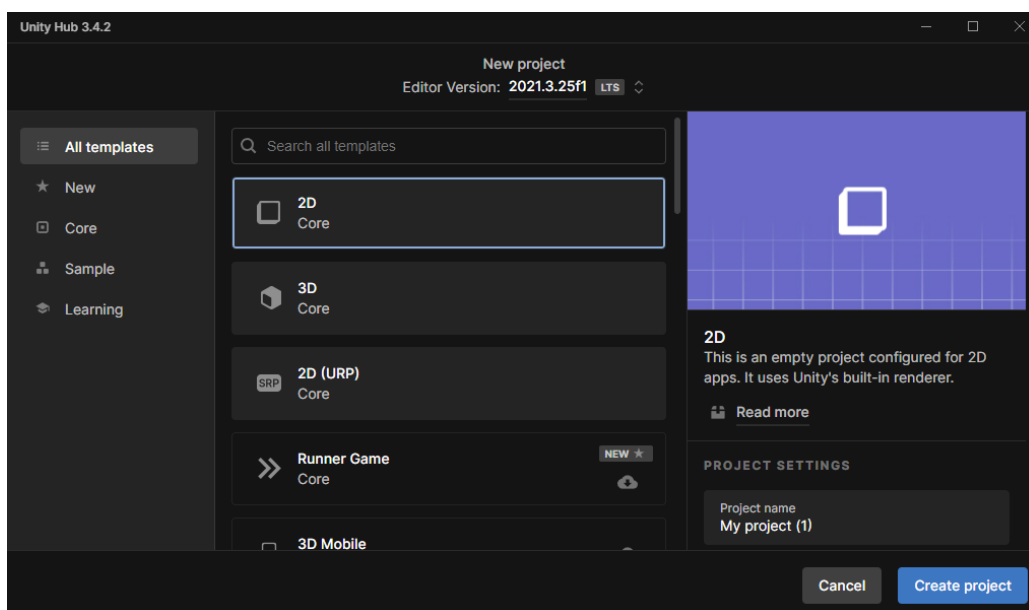 Unity Hub 3.4.2
New project
Editor Version: 2021.3.25f1 LTS
All templates
New
Core
Sample
Learning
Search all templates
2D
Core
3D
Core
SRP
2D (URP)
Core
Runner Game
Core
NEW
3D Mobile
2D
This is an empty project configured for 2D
apps. It uses Unity's built-in renderer.
Read more
PROJECT SETTINGS
Project name
My project (1)
Cancel
Create project